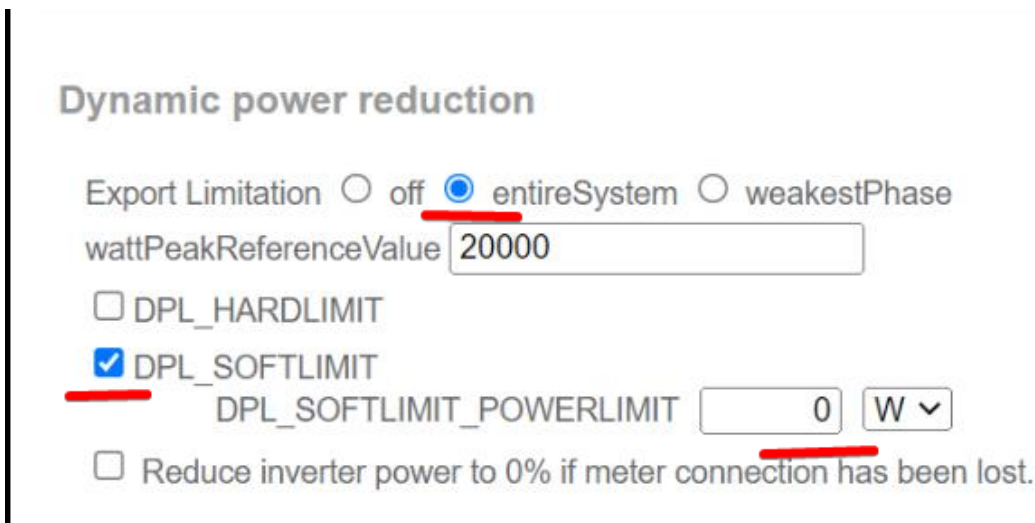 Dynamic power reduction
Export Limitation off entireSystem weakestPhase
wattPeakReferenceValue 20000
DPL_HARDLIMIT
DPL_SOFTLIMIT
DPL_SOFTLIMIT_POWERLIMIT 0 W
Reduce inverter power to 0% if meter connection has been lost.